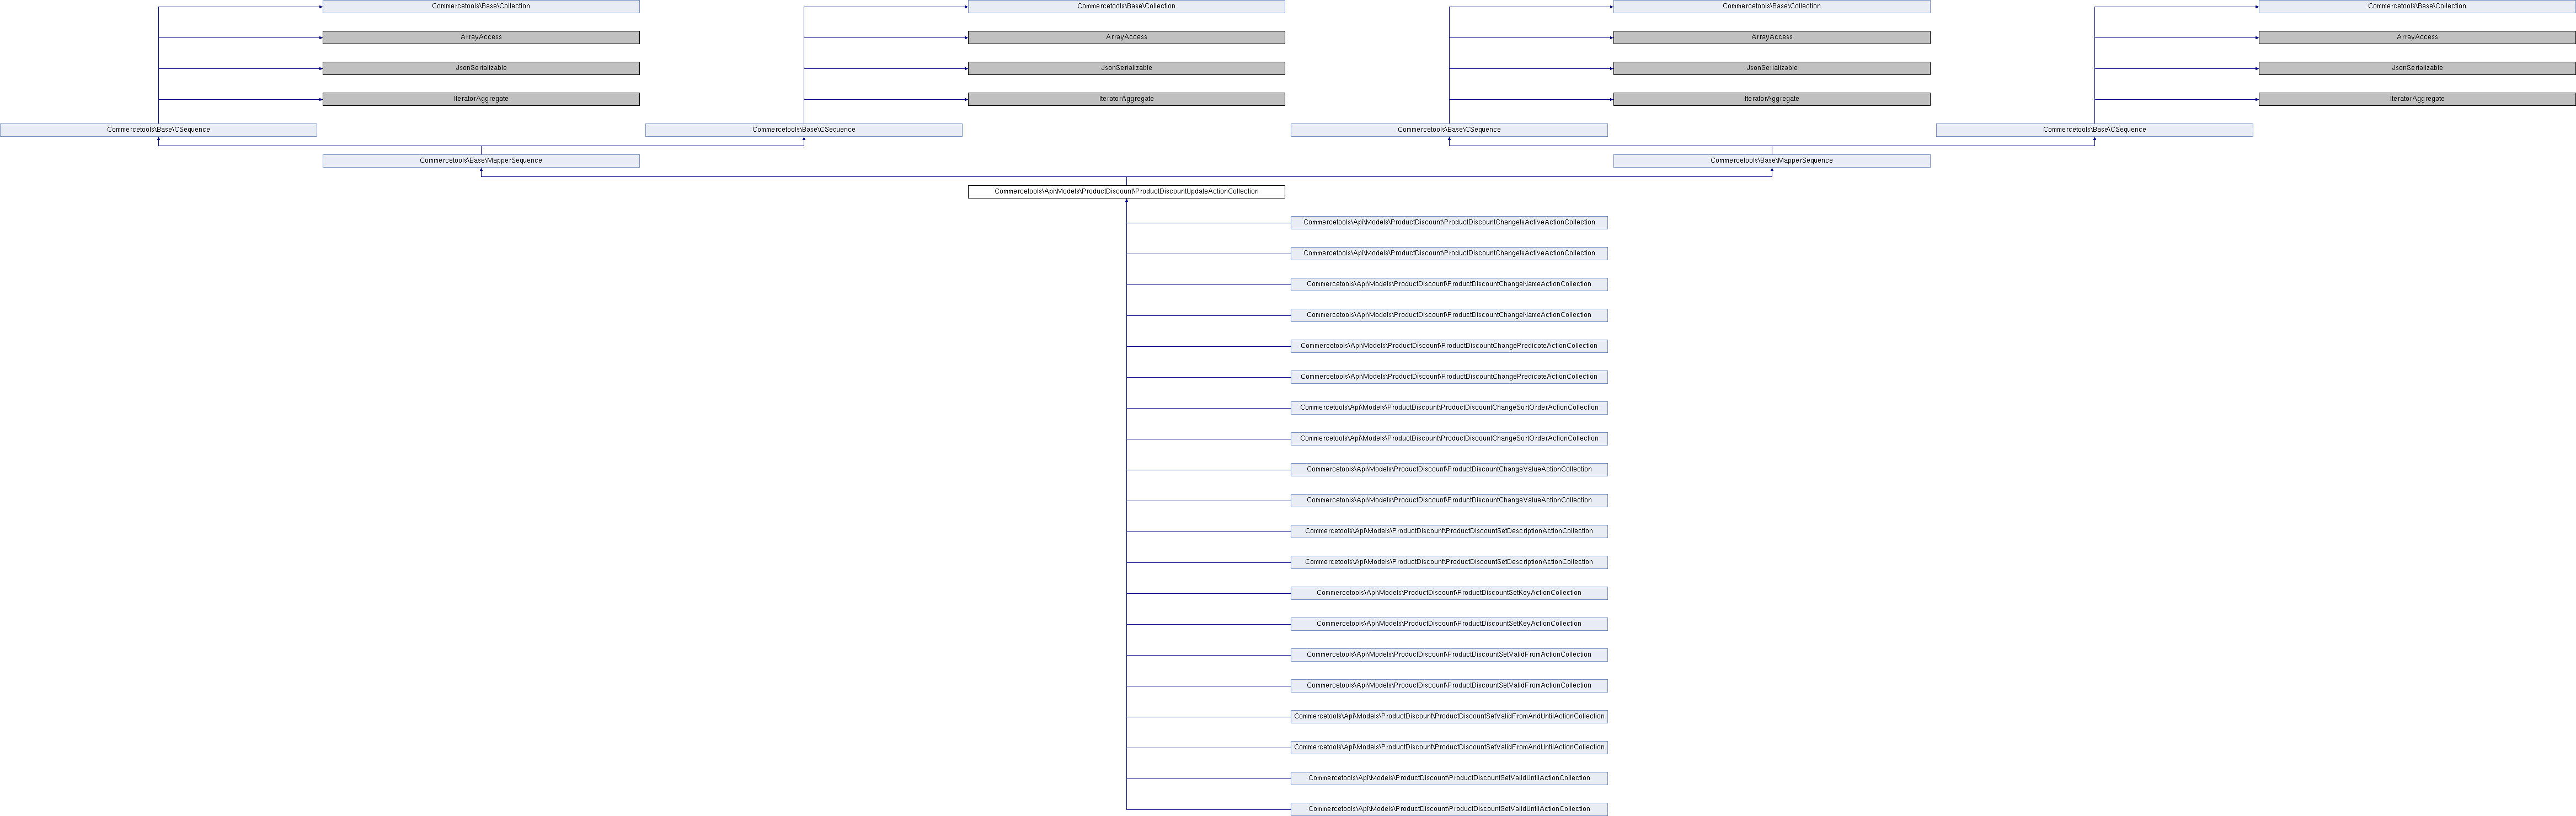 Commercetools\Base\Collection
Commercetools\Base\Collection
Commercetools\Base\Collection
Commercetools\Base\Collection
ArrayAccess
ArrayAccess
ArrayAccess
ArrayAccess
JsonSerializable
JsonSerializable
JsonSerializable
JsonSerializable
IteratorAggregate
IteratorAggregate
IteratorAggregate
IteratorAggregate
Commercetools\Base\CSequence
Commercetools\Base\CSequence
Commercetools\Base\CSequence
Commercetools\Base\CSequence
Commercetools\Base\MapperSequence
Commercetools\Base\MapperSequence
Commercetools\Api\Models\ProductDiscount\ProductDiscountUpdateActionCollection
Commercetools\Api\Models\ProductDiscount\ProductDiscountChangeIsActiveActionCollection
Commercetools\Api\Models\ProductDiscount\ProductDiscountChangeIsActiveActionCollection
Commercetools\Api\Models\ProductDiscount\ProductDiscountChangeNameActionCollection
Commercetools\Api\Models\ProductDiscount\ProductDiscountChangeNameActionCollection
Commercetools\Api\Models\ProductDiscount\ProductDiscountChangePredicateActionCollection
Commercetools\Api\Models\ProductDiscount\ProductDiscountChangePredicateActionCollection
Commercetools\Api\Models\ProductDiscount\ProductDiscountChangeSortOrderActionCollection
Commercetools\Api\Models\ProductDiscount\ProductDiscountChangeSortOrderActionCollection
Commercetools\Api\Models\ProductDiscount\ProductDiscountChangeValueActionCollection
Commercetools\Api\Models\ProductDiscount\ProductDiscountChangeValueActionCollection
Commercetools\Api\Models\ProductDiscount\ProductDiscountSetDescriptionActionCollection
Commercetools\Api\Models\ProductDiscount\ProductDiscountSetDescriptionActionCollection
Commercetools\Api\Models\ProductDiscount\ProductDiscountSetKeyActionCollection
Commercetools\Api\Models\ProductDiscount\ProductDiscountSetKeyActionCollection
Commercetools\Api\Models\ProductDiscount\ProductDiscountSetValidFromActionCollection
Commercetools\Api\Models\ProductDiscount\ProductDiscountSetValidFromActionCollection
Commercetools\Api\Models\ProductDiscount\ProductDiscountSetValidFromAndUntilActionCollection
Commercetools\Api\Models\ProductDiscount\ProductDiscountSetValidFromAndUntilActionCollection
Commercetools\Api\Models\ProductDiscount\ProductDiscountSetValidUntilActionCollection
Commercetools\Api\Models\ProductDiscount\ProductDiscountSetValidUntilActionCollection